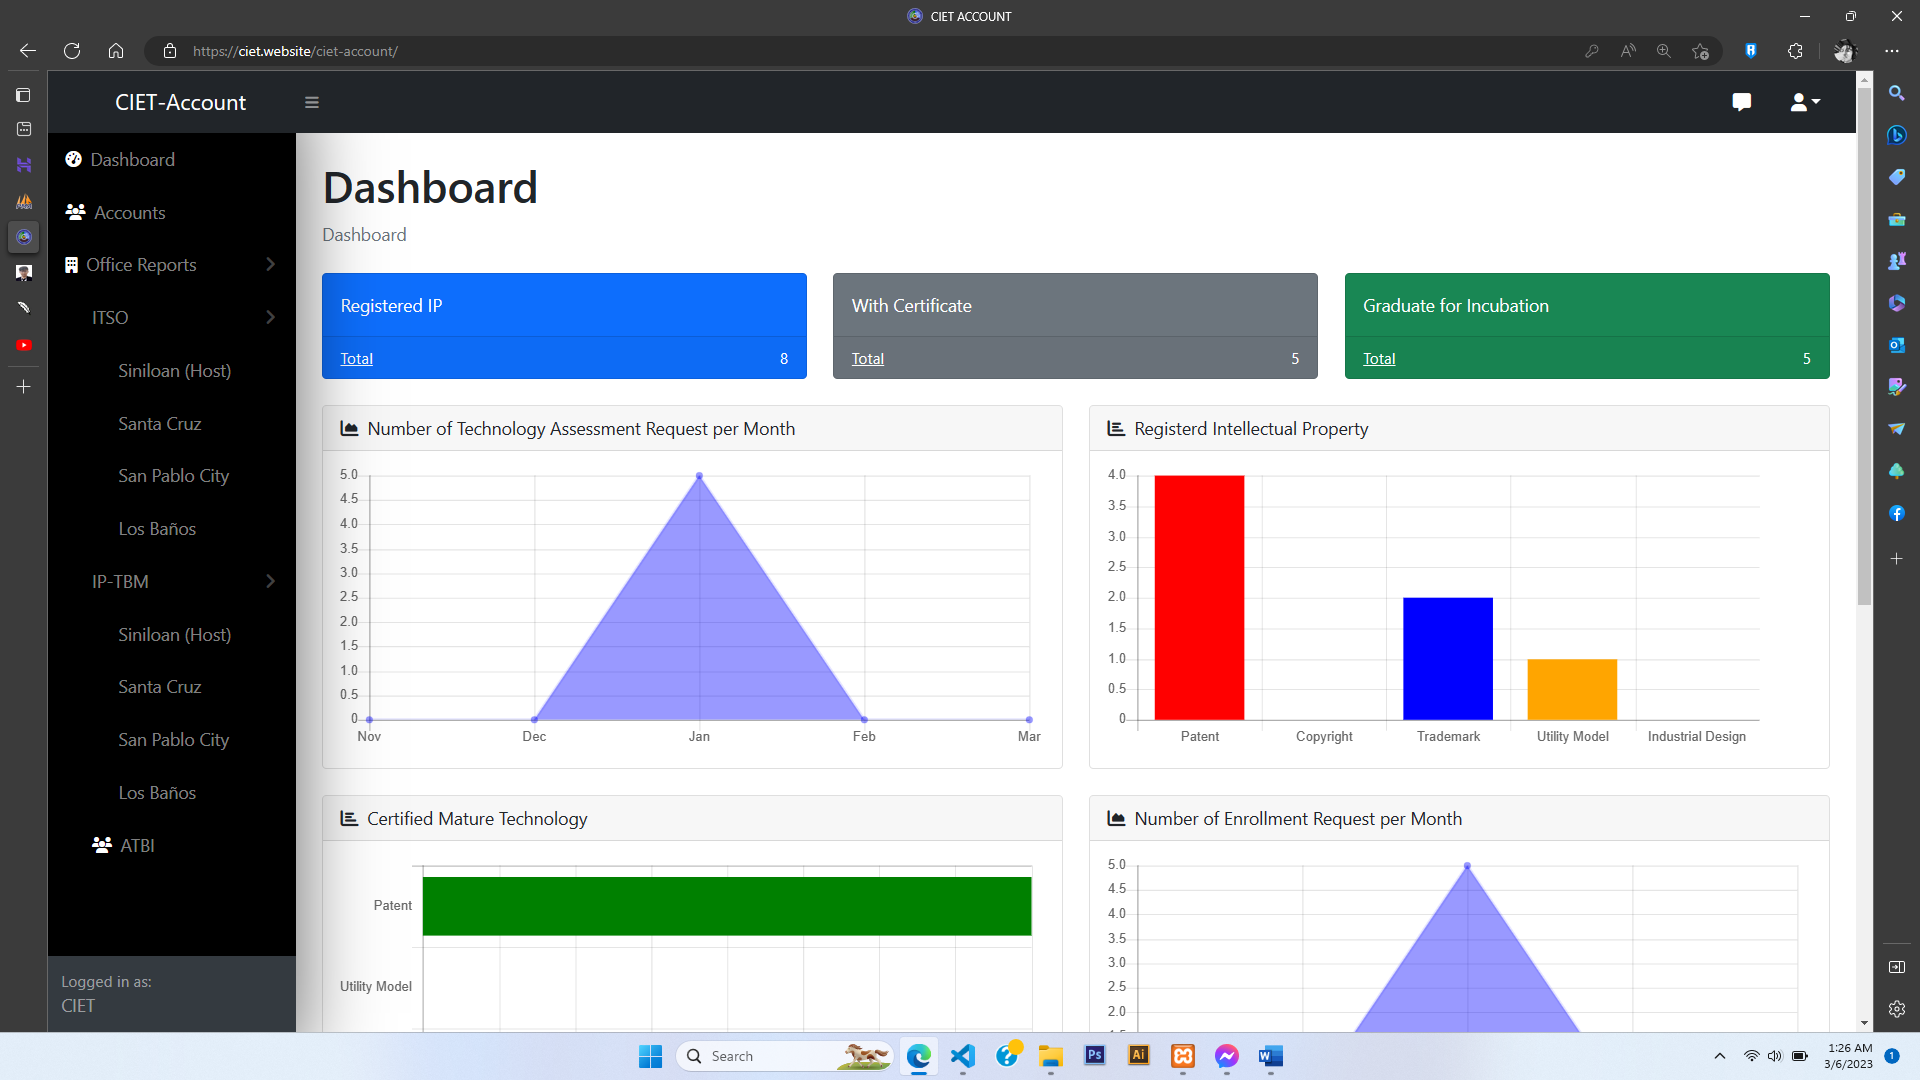 CIET ACCOUNT
https://ciet.website/ciet-account/
CIET-Account
Dashboard
Accounts
Office Reports
ITSO
Siniloan (Host)
Santa Cruz
San Pablo City
Los Baños
IP-TBM
Siniloan (Host)
Santa Cruz
San Pablo City
Los Baños
ATBI
Logged in as:
CIET
Dashboard
Dashboard
Registered IP
Total 8
With Certificate
Total 5
Graduate for Incubation
Total 5
Number of Technology Assessment Request per Month
5.0
4.5
4.0
3.5
3.0
2.5
2.0
1.5
1.0
0.5
0
Nov Dec Jan Feb Mar
Registerd Intellectual Property
4.0
3.5
3.0
2.5
2.0
1.5
1.0
0.5
0
Patent Copyright Trademark Utility Model Industrial Design
Certified Mature Technology
Patent
Utility Model
Number of Enrollment Request per Month
5.0
4.5
4.0
3.5
3.0
2.5
2.0
Search
Ps
Ai
W
1:26 AM
3/6/2023
1